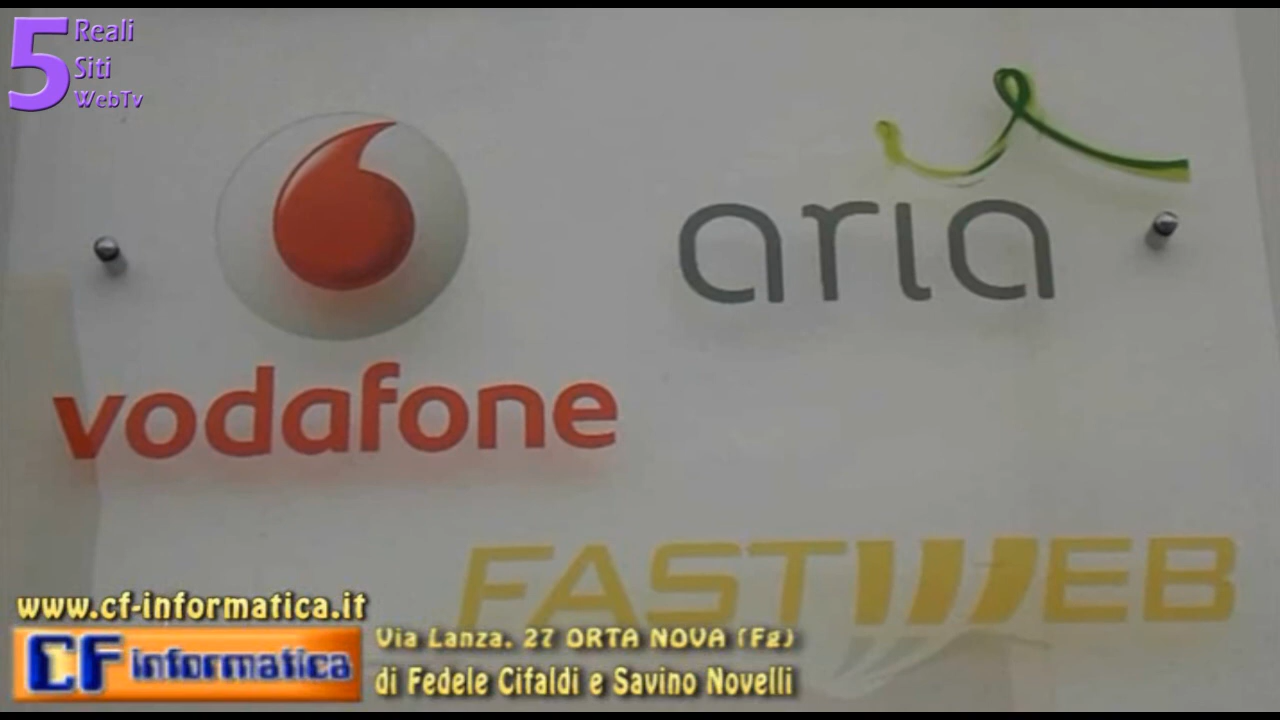 5 Reali
Siti
WebTv
aria
vodafone
FASTWEB
www.cf-informatica.it
CF informatica
Via Lanza, 27 ORTA NOVA (Fg)
di Fedele Cifaldi e Savino Novelli